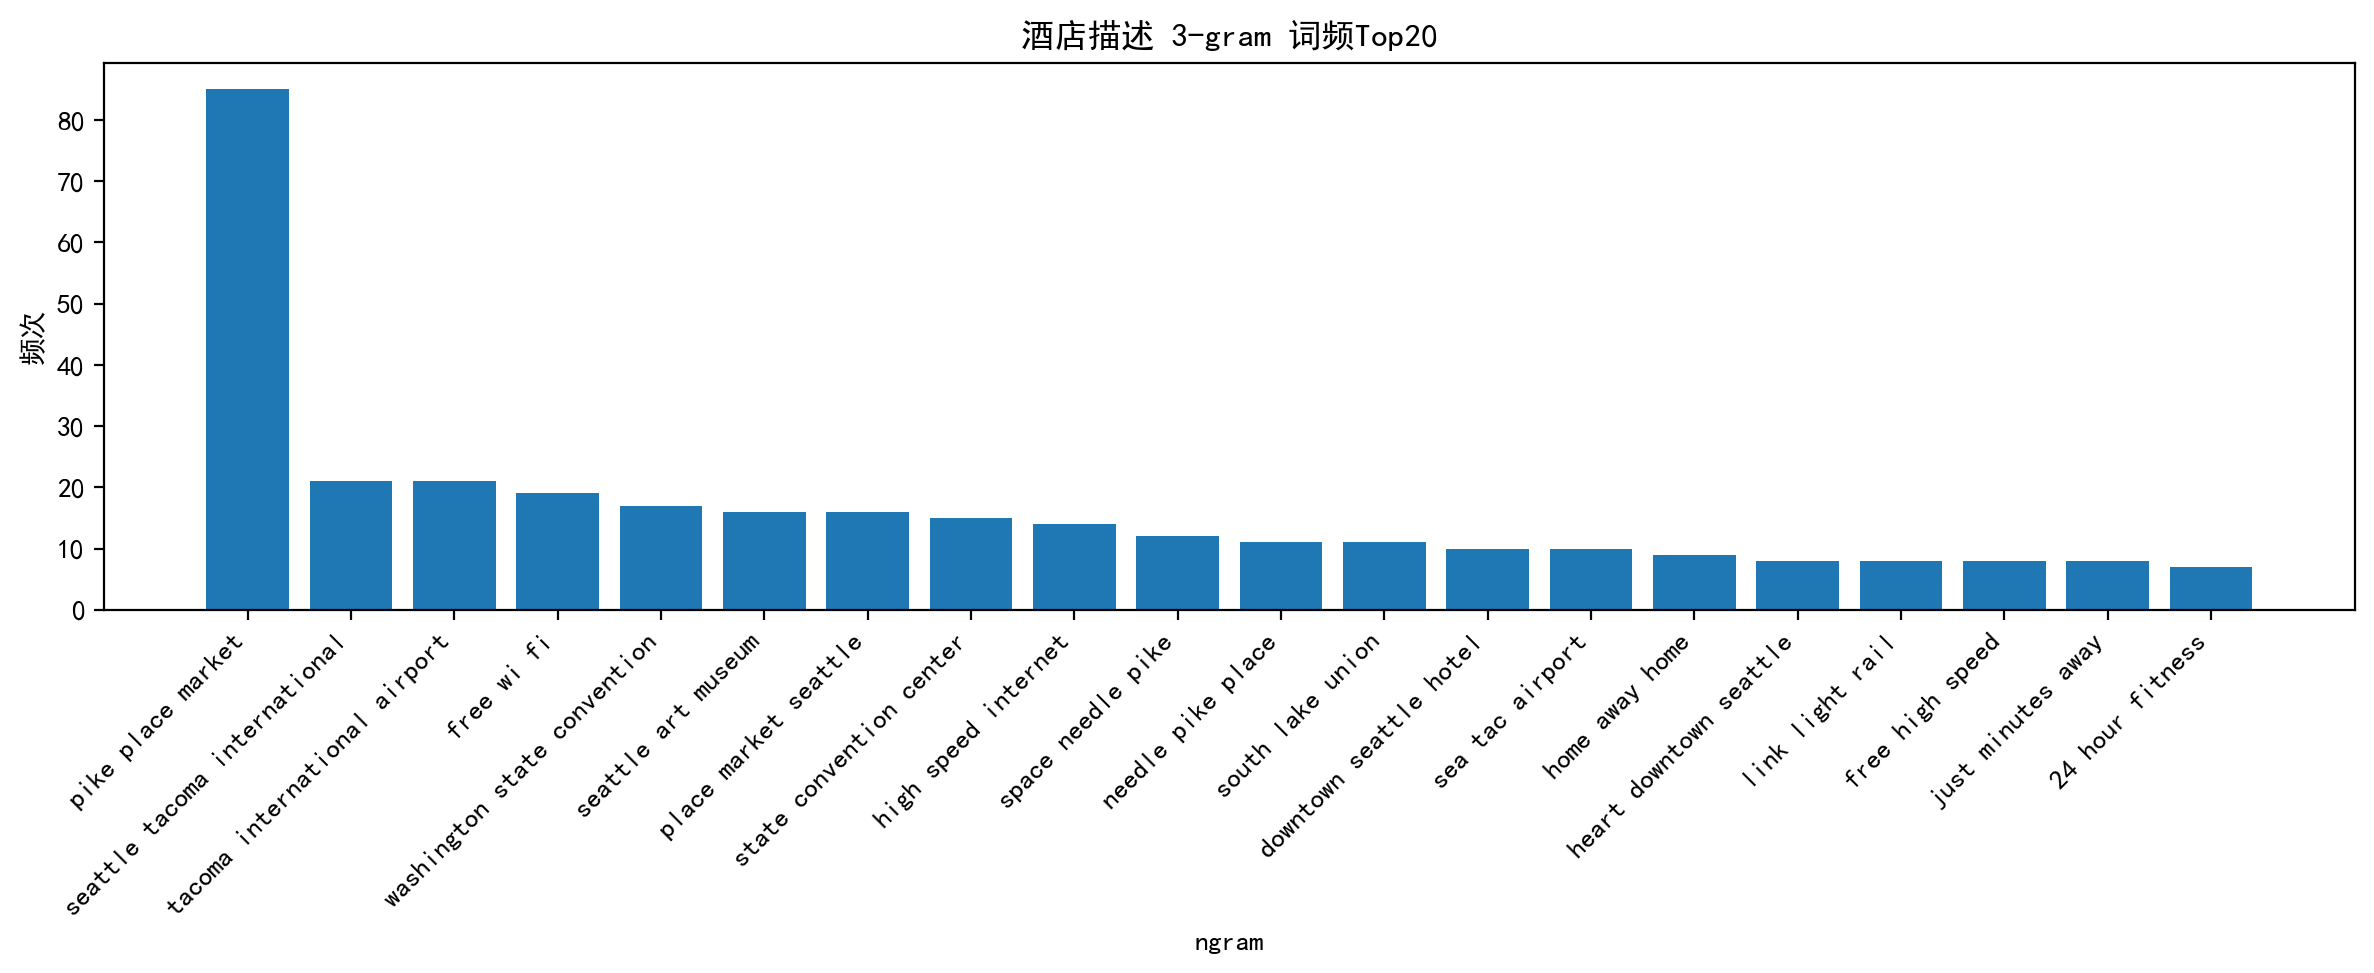 酒店描述 3-gram 词频Top20
频次
80
70
60
50
40
30
20
10
0
pike place market
seattle tacoma international
tacoma international airport
free wi fi
washington state convention
seattle art museum
place market seattle
state convention center
high speed internet
space needle pike
needle pike place
south lake union
downtown seattle hotel
sea tac airport
home away home
heart downtown seattle
link light rail
free high speed
just minutes away
24 hour fitness
ngram